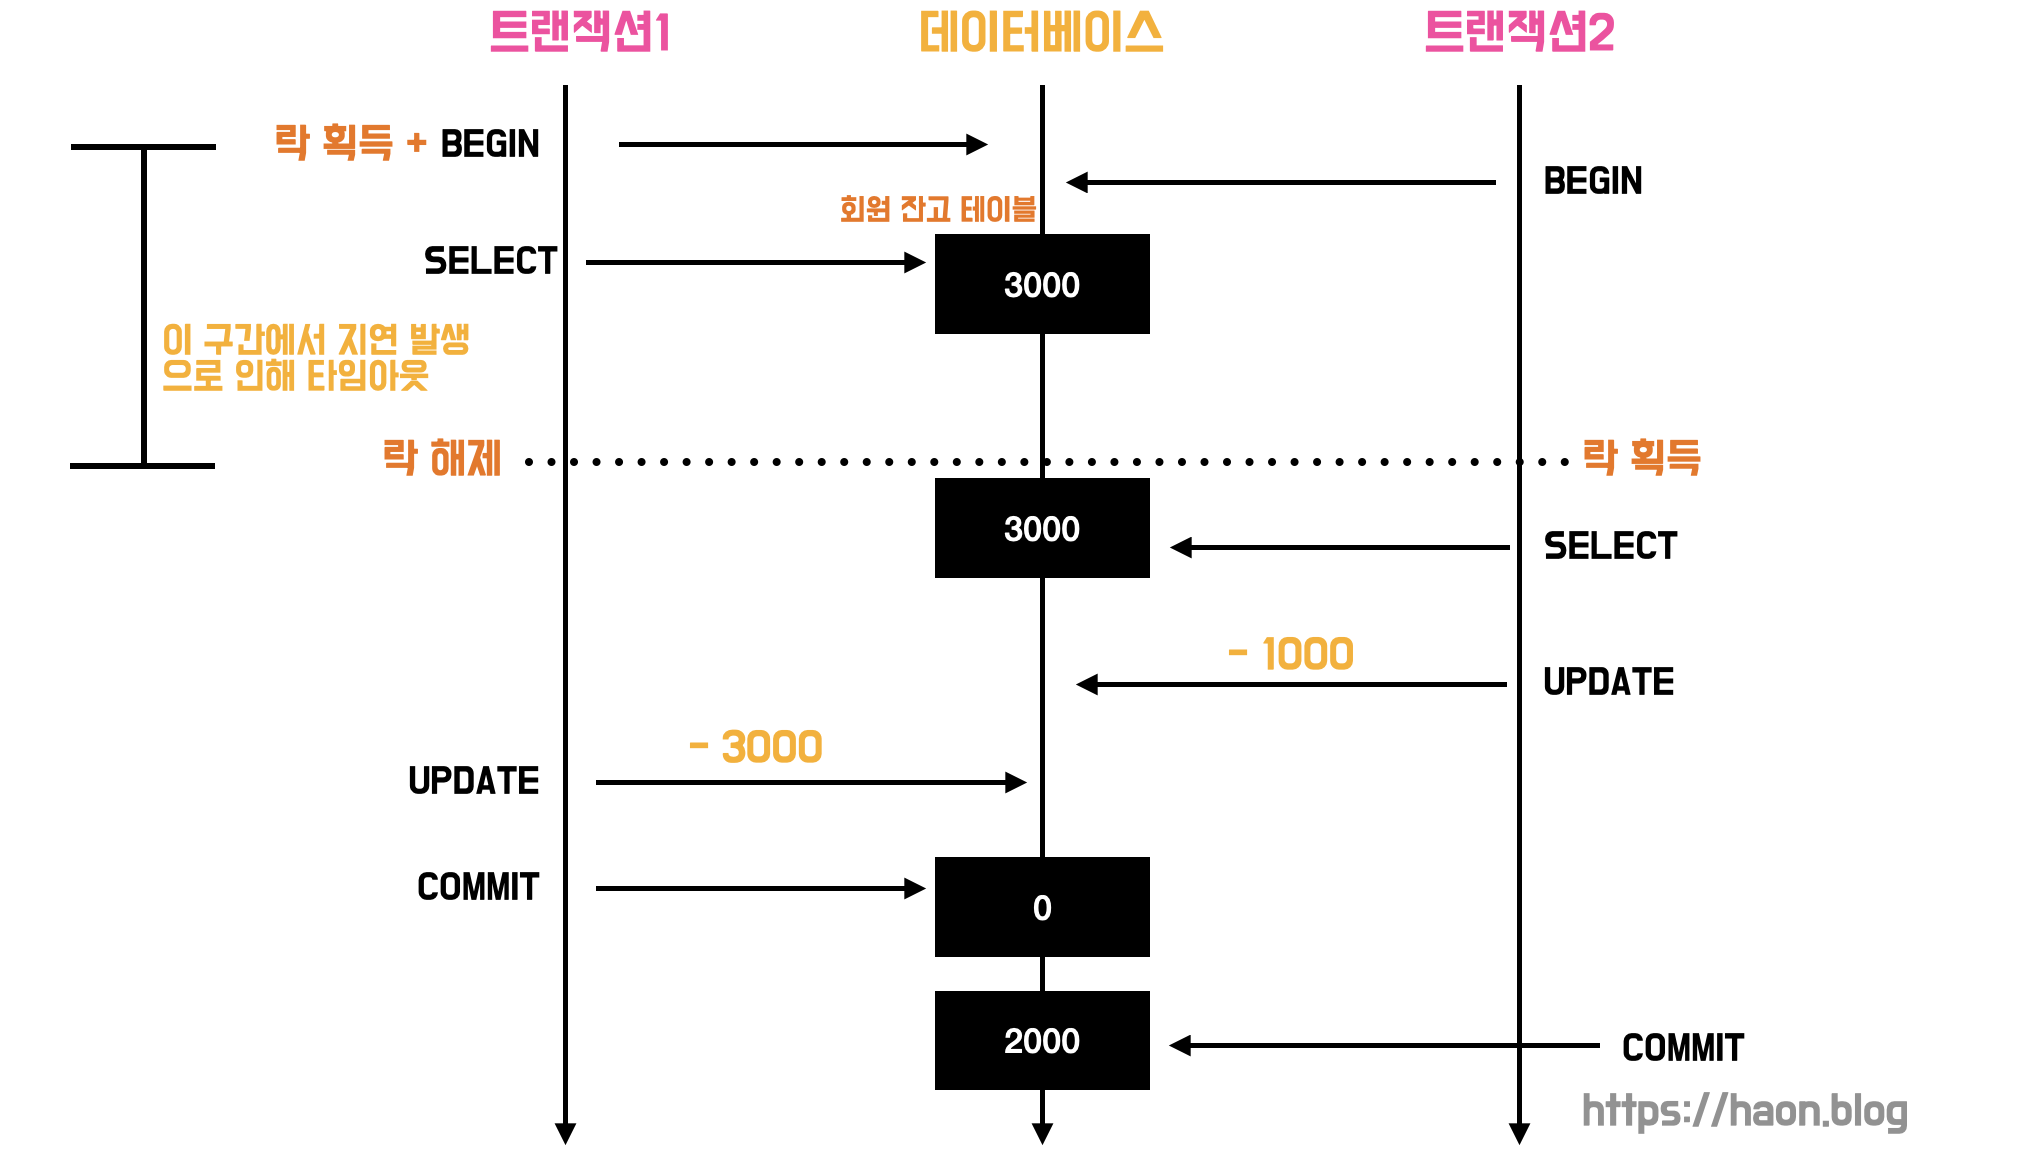 트랜잭션1
데이터베이스
트랜잭션2
락 획득 + BEGIN
BEGIN
회원 잔고 테이블
SELECT
3000
이 구간에서 지연 발생
으로 인해 타임아웃
락 해제
락 획득
3000
SELECT
- 1000
UPDATE
- 3000
UPDATE
COMMIT
0
2000
COMMIT
https://haon.blog